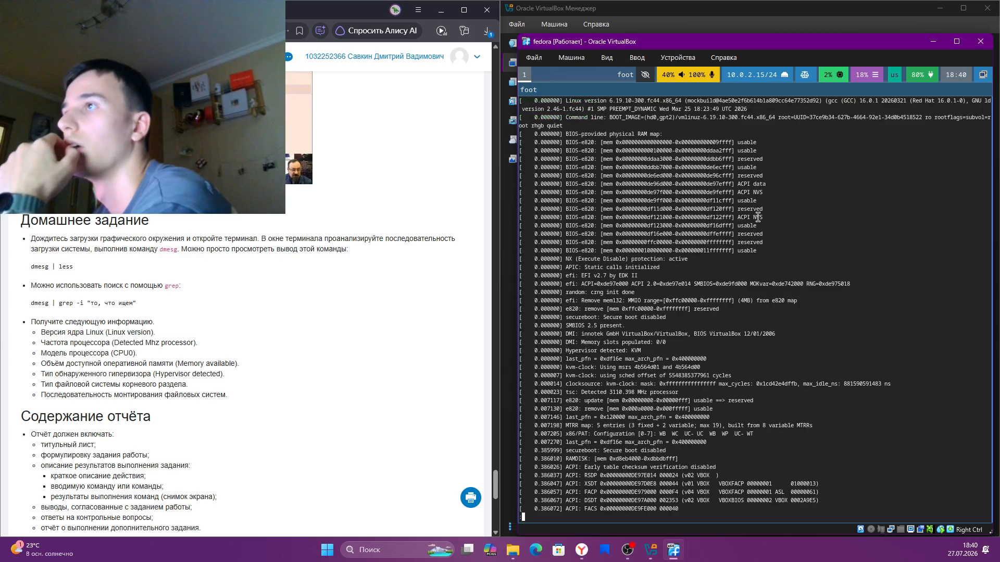 Спросить Алису AI
1
1032252366 Савкин Дмитрий Вадимович
Домашнее задание
Дождитесь загрузки графического окружения и откройте терминал. В окне терминала проанализируйте последовательность
загрузки системы, выполнив команду dmesg. Можно просто просмотреть вывод этой команды:
dmesg | less
Можно использовать поиск с помощью grep:
dmesg | grep -i "то, что ищем"
Получите следующую информацию.
Версия ядра Linux (Linux version).
Частота процессора (Detected Mhz processor).
Модель процессора (CPU0).
Объём доступной оперативной памяти (Memory available).
Тип обнаруженного гипервизора (Hypervisor detected).
Тип файловой системы корневого раздела.
Последовательность монтирования файловых систем.
Содержание отчёта
Отчёт должен включать:
титульный лист;
формулировку задания работы;
описание результатов выполнения задания:
краткое описание действия;
вводимую команду или команды;
результаты выполнения команд (снимок экрана);
выводы, согласованные с заданием работы;
ответы на контрольные вопросы;
отчёт о выполнении дополнительного задания.
Oracle VirtualBox Менеджер
Файл Машина Справка
fedora [Работает] - Oracle VirtualBox
Файл Машина Вид Ввод Устройства Справка
1 foot 40% 100% 10.0.2.15/24 2% 18% us 80% 18:40
foot
[    0.000000] Linux version 6.19.10-300.fc44.x86_64 (mockbuild@4ae50e2f6b614b1a809cc64e77352d92) (gcc (GCC) 16.0.1 20260321 (Red Hat 16.0.1-0), GNU ld
version 2.46-1.fc44) #1 SMP PREEMPT_DYNAMIC Wed Mar 25 18:23:49 UTC 2026
[    0.000000] Command line: BOOT_IMAGE=(hd0,gpt2)/vmlinuz-6.19.10-300.fc44.x86_64 root=UUID=37ce9b34-627b-4664-92e1-34d0b4518522 ro rootflags=subvol=r
oot rhgb quiet
[    0.000000] BIOS-provided physical RAM map:
[    0.000000] BIOS-e820: [mem 0x0000000000000000-0x000000000009ffff] usable
[    0.000000] BIOS-e820: [mem 0x0000000000100000-0x00000000ddaa2fff] usable
[    0.000000] BIOS-e820: [mem 0x00000000ddaa3000-0x00000000ddbb6fff] reserved
[    0.000000] BIOS-e820: [mem 0x00000000ddbb7000-0x00000000de6ecfff] usable
[    0.000000] BIOS-e820: [mem 0x00000000de6ed000-0x00000000de96cfff] reserved
[    0.000000] BIOS-e820: [mem 0x00000000de96d000-0x00000000de97efff] ACPI data
[    0.000000] BIOS-e820: [mem 0x00000000de97f000-0x00000000de9fefff] ACPI NVS
[    0.000000] BIOS-e820: [mem 0x00000000de9ff000-0x00000000df11cfff] usable
[    0.000000] BIOS-e820: [mem 0x00000000df11d000-0x00000000df120fff] reserved
[    0.000000] BIOS-e820: [mem 0x00000000df121000-0x00000000df122fff] ACPI NVS
[    0.000000] BIOS-e820: [mem 0x00000000df123000-0x00000000df16dfff] usable
[    0.000000] BIOS-e820: [mem 0x00000000df16e000-0x00000000dffeffff] reserved
[    0.000000] BIOS-e820: [mem 0x00000000ffc00000-0x00000000ffffffff] reserved
[    0.000000] BIOS-e820: [mem 0x0000000100000000-0x000000011fffffff] usable
[    0.000000] NX (Execute Disable) protection: active
[    0.000000] APIC: Static calls initialized
[    0.000000] efi: EFI v2.7 by EDK II
[    0.000000] efi: ACPI=0xde97e000 ACPI 2.0=0xde97e014 SMBIOS=0xde9fd000 MOKvar=0xde742000 RNG=0xde975018
[    0.000000] random: crng init done
[    0.000000] efi: Remove mem132: MMIO range=[0xffc00000-0xffffffff] (4MB) from e820 map
[    0.000000] e820: remove [mem 0xffc00000-0xffffffff] reserved
[    0.000000] secureboot: Secure boot disabled
[    0.000000] SMBIOS 2.5 present.
[    0.000000] DMI: innotek GmbH VirtualBox/VirtualBox, BIOS VirtualBox 12/01/2006
[    0.000000] DMI: Memory slots populated: 0/0
[    0.000000] Hypervisor detected: KVM
[    0.000000] last_pfn = 0xdf16e max_arch_pfn = 0x400000000
[    0.000000] kvm-clock: Using msrs 4b564d01 and 4b564d00
[    0.000007] kvm-clock: using sched offset of 5548385377961 cycles
[    0.000014] clocksource: kvm-clock: mask: 0xffffffffffffffff max_cycles: 0x1cd42e4dffb, max_idle_ns: 881590591483 ns
[    0.000023] tsc: Detected 3110.398 MHz processor
[    0.007117] e820: update [mem 0x00000000-0x00000fff] usable ==> reserved
[    0.007130] e820: remove [mem 0x000a0000-0x000fffff] usable
[    0.007146] last_pfn = 0x120000 max_arch_pfn = 0x400000000
[    0.007198] MTRR map: 5 entries (3 fixed + 2 variable; max 19), built from 8 variable MTRRs
[    0.007205] x86/PAT: Configuration [0-7]: WB  WC  UC- UC  WB  WP  UC- WT
[    0.007270] last_pfn = 0xdf16e max_arch_pfn = 0x400000000
[    0.385999] secureboot: Secure boot disabled
[    0.386010] RAMDISK: [mem 0xd8eb4000-0xdbbdbfff]
[    0.386026] ACPI: Early table checksum verification disabled
[    0.386037] ACPI: RSDP 0x00000000DE97E014 000024 (v02 VBOX  )
[    0.386047] ACPI: XSDT 0x00000000DE97D0E8 000044 (v01 VBOX   VBOXFACP 00000001      01000013)
[    0.386057] ACPI: FACP 0x00000000DE979000 0000F4 (v04 VBOX   VBOXFACP 00000001 ASL  00000061)
[    0.386067] ACPI: DSDT 0x00000000DE97A000 002353 (v02 VBOX   VBOXBIOS 00000002 VBOX 0002A9E5)
[    0.386072] ACPI: FACS 0x00000000DE9FE000 000040
:
Right Ctrl
1
23°C
В осн. солнечно
Поиск
18:40
27.07.2026